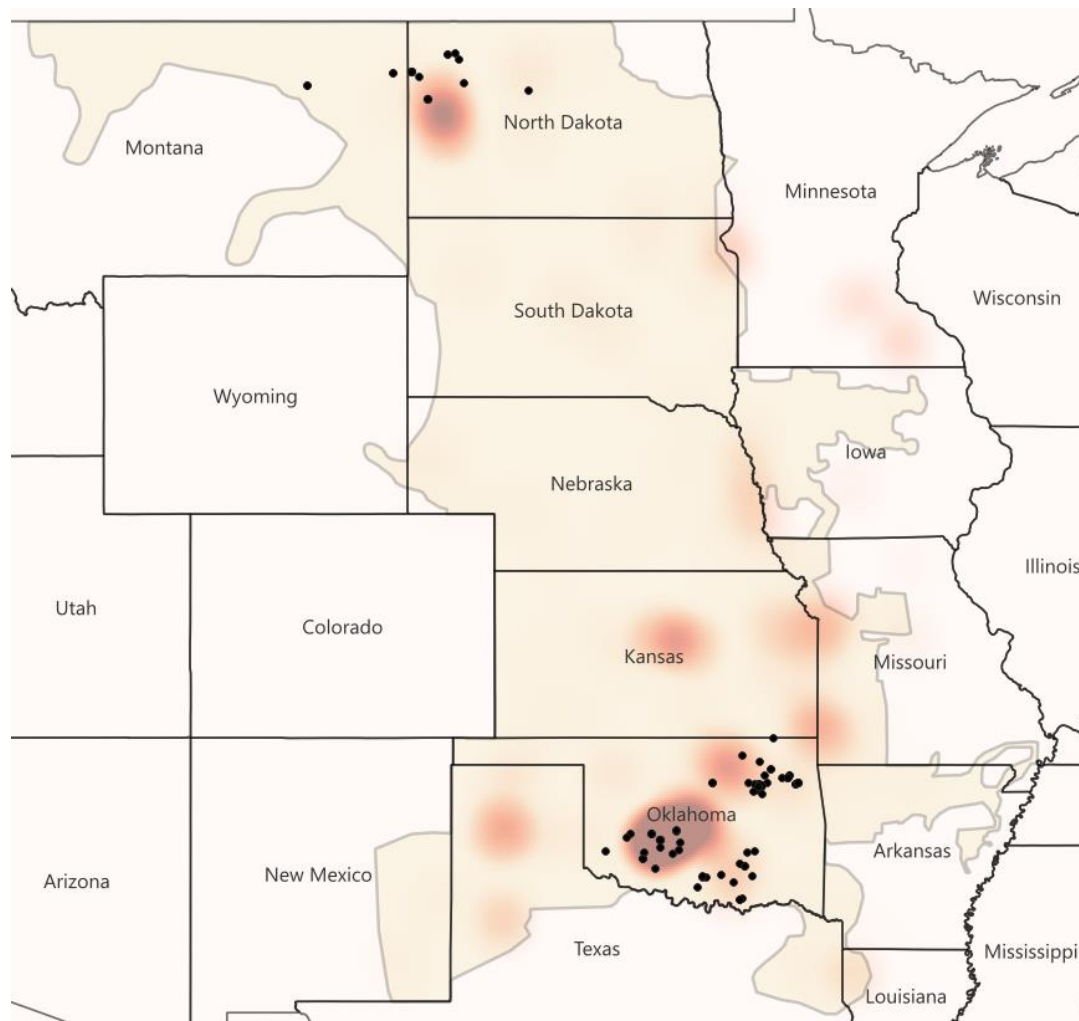 North Dakota
Montana
Minnesota
Wisconsin
South Dakota
Wyoming
Iowa
Nebraska
Illinois
Utah
Colorado
Kansas
Missouri
Oklahoma
Arkansas
New Mexico
Arizona
Texas
Mississippi
Louisiana